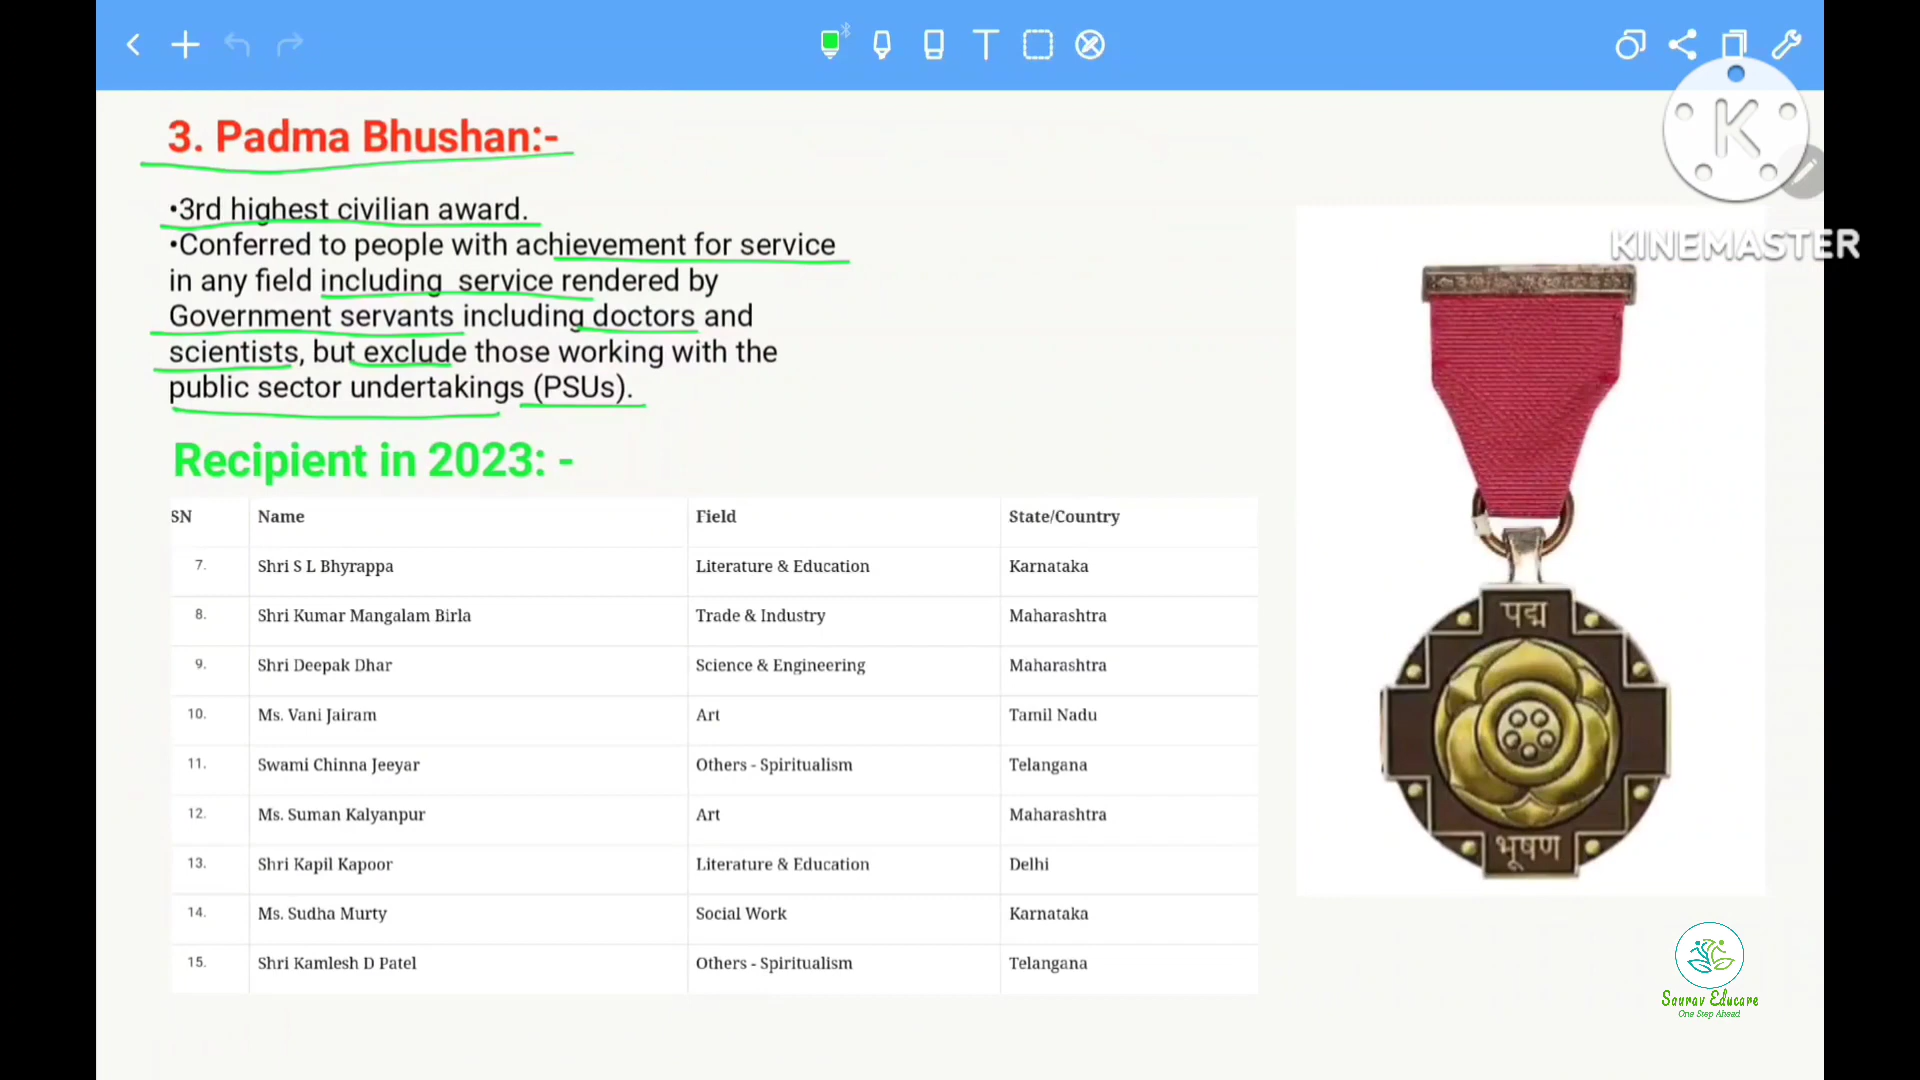 K
KINEMASTER
3. Padma Bhushan:-
•3rd highest civilian award.
•Conferred to people with achievement for service
in any field including service rendered by
Government servants including doctors and
scientists, but exclude those working with the
public sector undertakings (PSUs).
Recipient in 2023: -
SN Name Field State/Country
7. Shri S L Bhyrappa Literature & Education Karnataka
8. Shri Kumar Mangalam Birla Trade & Industry Maharashtra
9. Shri Deepak Dhar Science & Engineering Maharashtra
10. Ms. Vani Jairam Art Tamil Nadu
11. Swami Chinna Jeeyar Others - Spiritualism Telangana
12. Ms. Suman Kalyanpur Art Maharashtra
13. Shri Kapil Kapoor Literature & Education Delhi
14. Ms. Sudha Murty Social Work Karnataka
15. Shri Kamlesh D Patel Others - Spiritualism Telangana
पद्म
भूषण
Saurav Educare
One Step Ahead